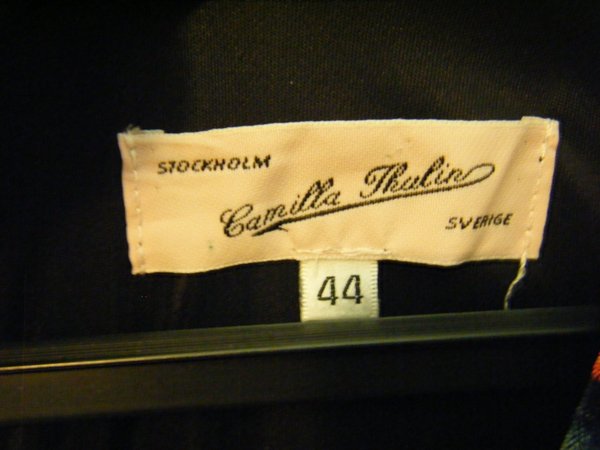 STOCKHOLM
Camilla Thulin
SVERIGE
44